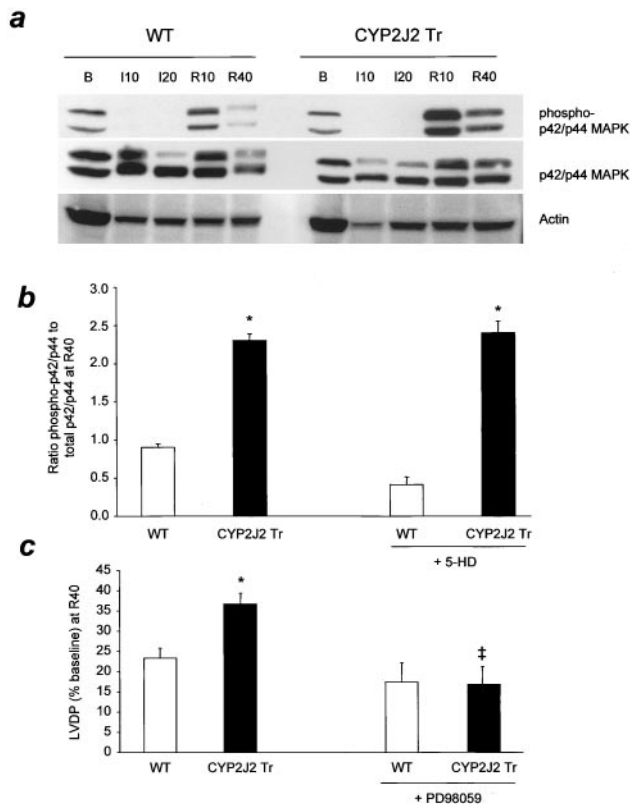 a
WT CYP2J2 Tr
B I10 I20 R10 R40 B I10 I20 R10 R40
phospho-
p42/p44 MAPK
p42/p44 MAPK
Actin
b
Ratio phospho-p42/p44 to
total p42/p44 at R40
3.0
2.5
2.0
1.5
1.0
0.5
0.0
* *
WT CYP2J2 Tr WT CYP2J2 Tr
+ 5-HD
c
LVDP (% baseline) at R40
45
40
35
30
25
20
15
10
5
0
* ‡
WT CYP2J2 Tr WT CYP2J2 Tr
+ PD98059